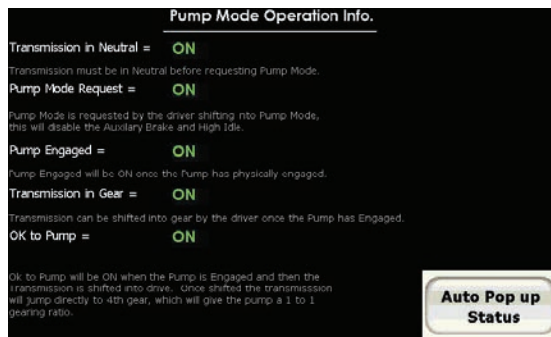 Pump Mode Operation Info.
Transmission in Neutral = ON
Transmission must be in Neutral before requesting Pump Mode.
Pump Mode Request = ON
Pump Mode is requested by the driver shifting nto Pump Mode,
this will disable the Auxilary Brake and High Idle.
Pump Engaged = ON
Pump Engaged will be ON once the Pump has physically engaged.
Transmission in Gear = ON
Transmission can be shifted into gear by the driver once the Pump has Engaged.
OK to Pump = ON
Ok to Pump will be ON when the Pump is Engaged and then the
Transmission is shifted into drive. Once shifted the transmsssion
will jump directly to 4th gear, which will give the pump a 1 to 1
gearing ratio.
Auto Pop up
Status